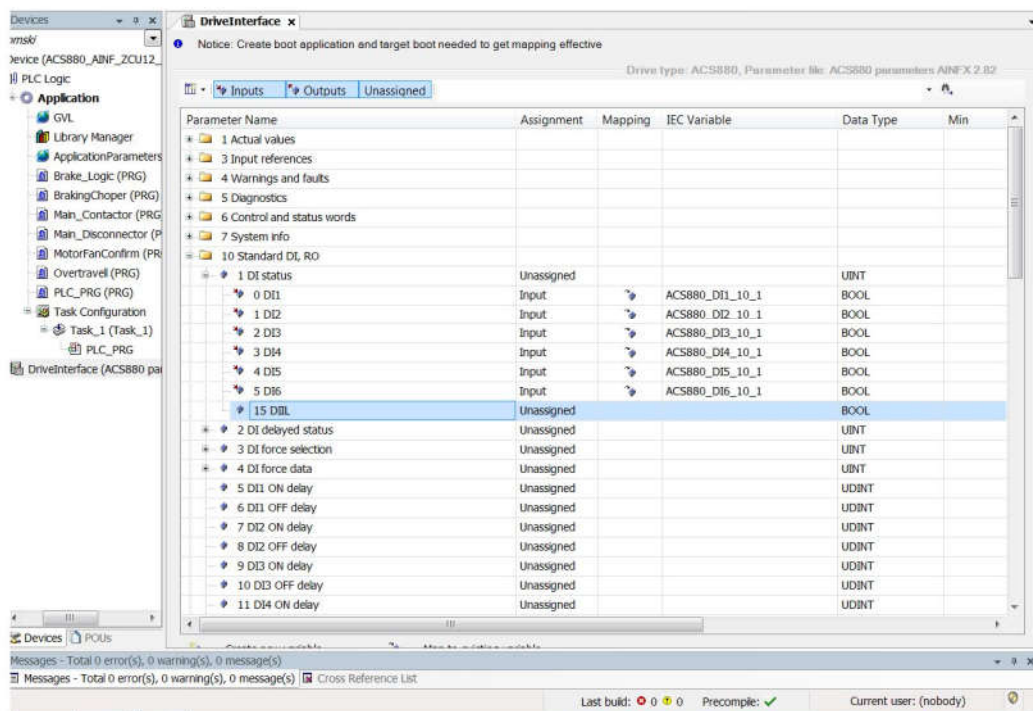 Devices
DriveInterface x
Notice: Create boot application and target boot needed to get mapping effective
Device (ACS880_AINF_ZCU12_
Drive type: ACS880, Parameter file: ACS880 parameters AINFX 2.82
PLC Logic
Inputs Outputs Unassigned
Application
GVL
Library Manager
ApplicationParameters
Brake_Logic (PRG)
BrakingChoper (PRG)
Main_Contactor (PRG
Main_Disconnector (P
MotorFanConfirm (PR
Overtravell (PRG)
PLC_PRG (PRG)
Task Configuration
Task_1 (Task_1)
PLC_PRG
DriveInterface (ACS880 par
Parameter Name Assignment Mapping IEC Variable Data Type Min
1 Actual values
3 Input references
4 Warnings and faults
5 Diagnostics
6 Control and status words
7 System info
10 Standard DI, RO
1 DI status Unassigned UINT
0 DI1 Input ACS880_DI1_10_1 BOOL
1 DI2 Input ACS880_DI2_10_1 BOOL
2 DI3 Input ACS880_DI3_10_1 BOOL
3 DI4 Input ACS880_DI4_10_1 BOOL
4 DI5 Input ACS880_DI5_10_1 BOOL
5 DI6 Input ACS880_DI6_10_1 BOOL
15 DIIL Unassigned BOOL
2 DI delayed status Unassigned UINT
3 DI force selection Unassigned UINT
4 DI force data Unassigned UINT
5 DI1 ON delay Unassigned UDINT
6 DI1 OFF delay Unassigned UDINT
7 DI2 ON delay Unassigned UDINT
8 DI2 OFF delay Unassigned UDINT
9 DI3 ON delay Unassigned UDINT
10 DI3 OFF delay Unassigned UDINT
11 DI4 ON delay Unassigned UDINT
Devices POUs
Messages - Total 0 error(s), 0 warning(s), 0 message(s)
Messages - Total 0 error(s), 0 warning(s), 0 message(s) Cross Reference List
Last build: 0 0 Precompile: Current user: (nobody)